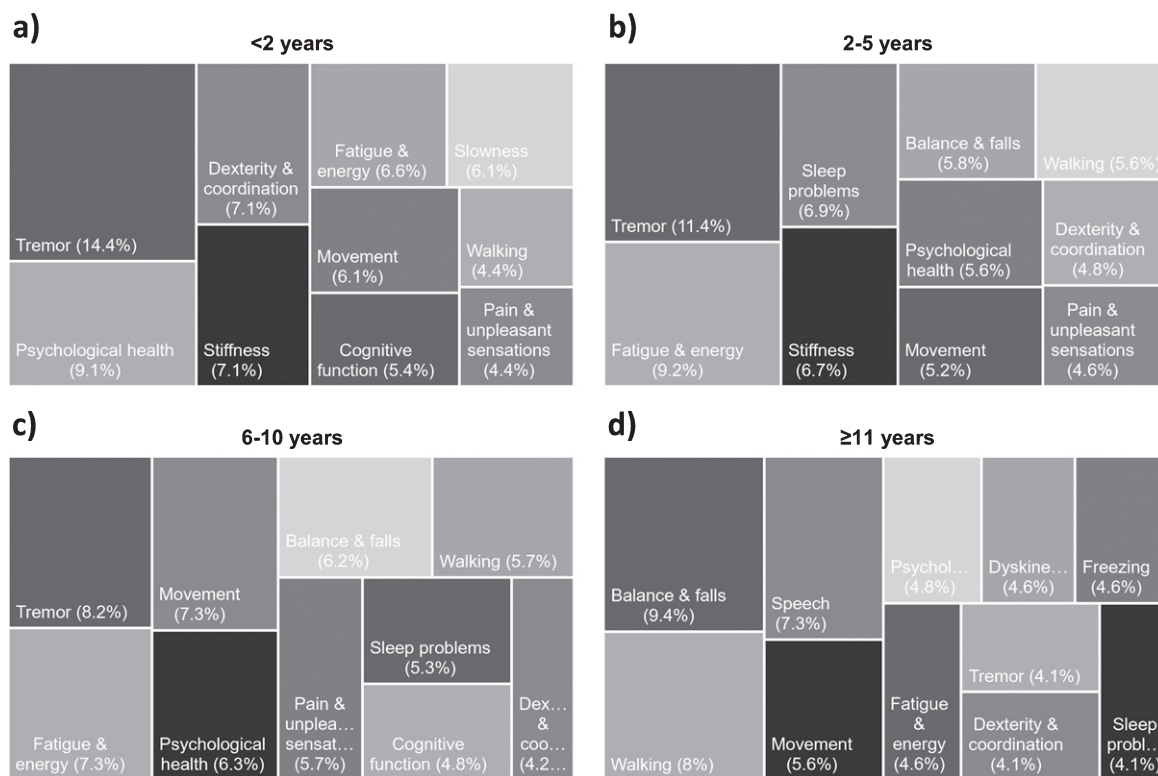 a)
<2 years
Tremor (14.4%)
Psychological health
(9.1%)
Dexterity &
coordination
(7.1%)
Stiffness
(7.1%)
Fatigue &
energy (6.6%)
Slowness
(6.1%)
Movement
(6.1%)
Walking
(4.4%)
Cognitive
function (5.4%)
Pain &
unpleasant
sensations
(4.4%)
b)
2-5 years
Tremor (11.4%)
Fatigue & energy
(9.2%)
Sleep
problems
(6.9%)
Stiffness
(6.7%)
Balance & falls
(5.8%)
Walking (5.6%)
Psychological
health (5.6%)
Dexterity &
coordination
(4.8%)
Movement
(5.2%)
Pain &
unpleasant
sensations
(4.6%)
c)
6-10 years
Tremor (8.2%)
Fatigue &
energy (7.3%)
Movement
(7.3%)
Psychological
health (6.3%)
Balance & falls
(6.2%)
Walking (5.7%)
Pain &
unplea…
sensat…
(5.7%)
Sleep problems
(5.3%)
Cognitive
function (4.8%)
Dex…
&
coo…
(4.2…
d)
≥11 years
Balance & falls
(9.4%)
Walking (8%)
Speech
(7.3%)
Movement
(5.6%)
Psychol…
(4.8%)
Dyskine…
(4.6%)
Freezing
(4.6%)
Fatigue
&
energy
(4.6%)
Tremor (4.1%)
Dexterity &
coordination
(4.1%)
Sleep
probl…
(4.1%)